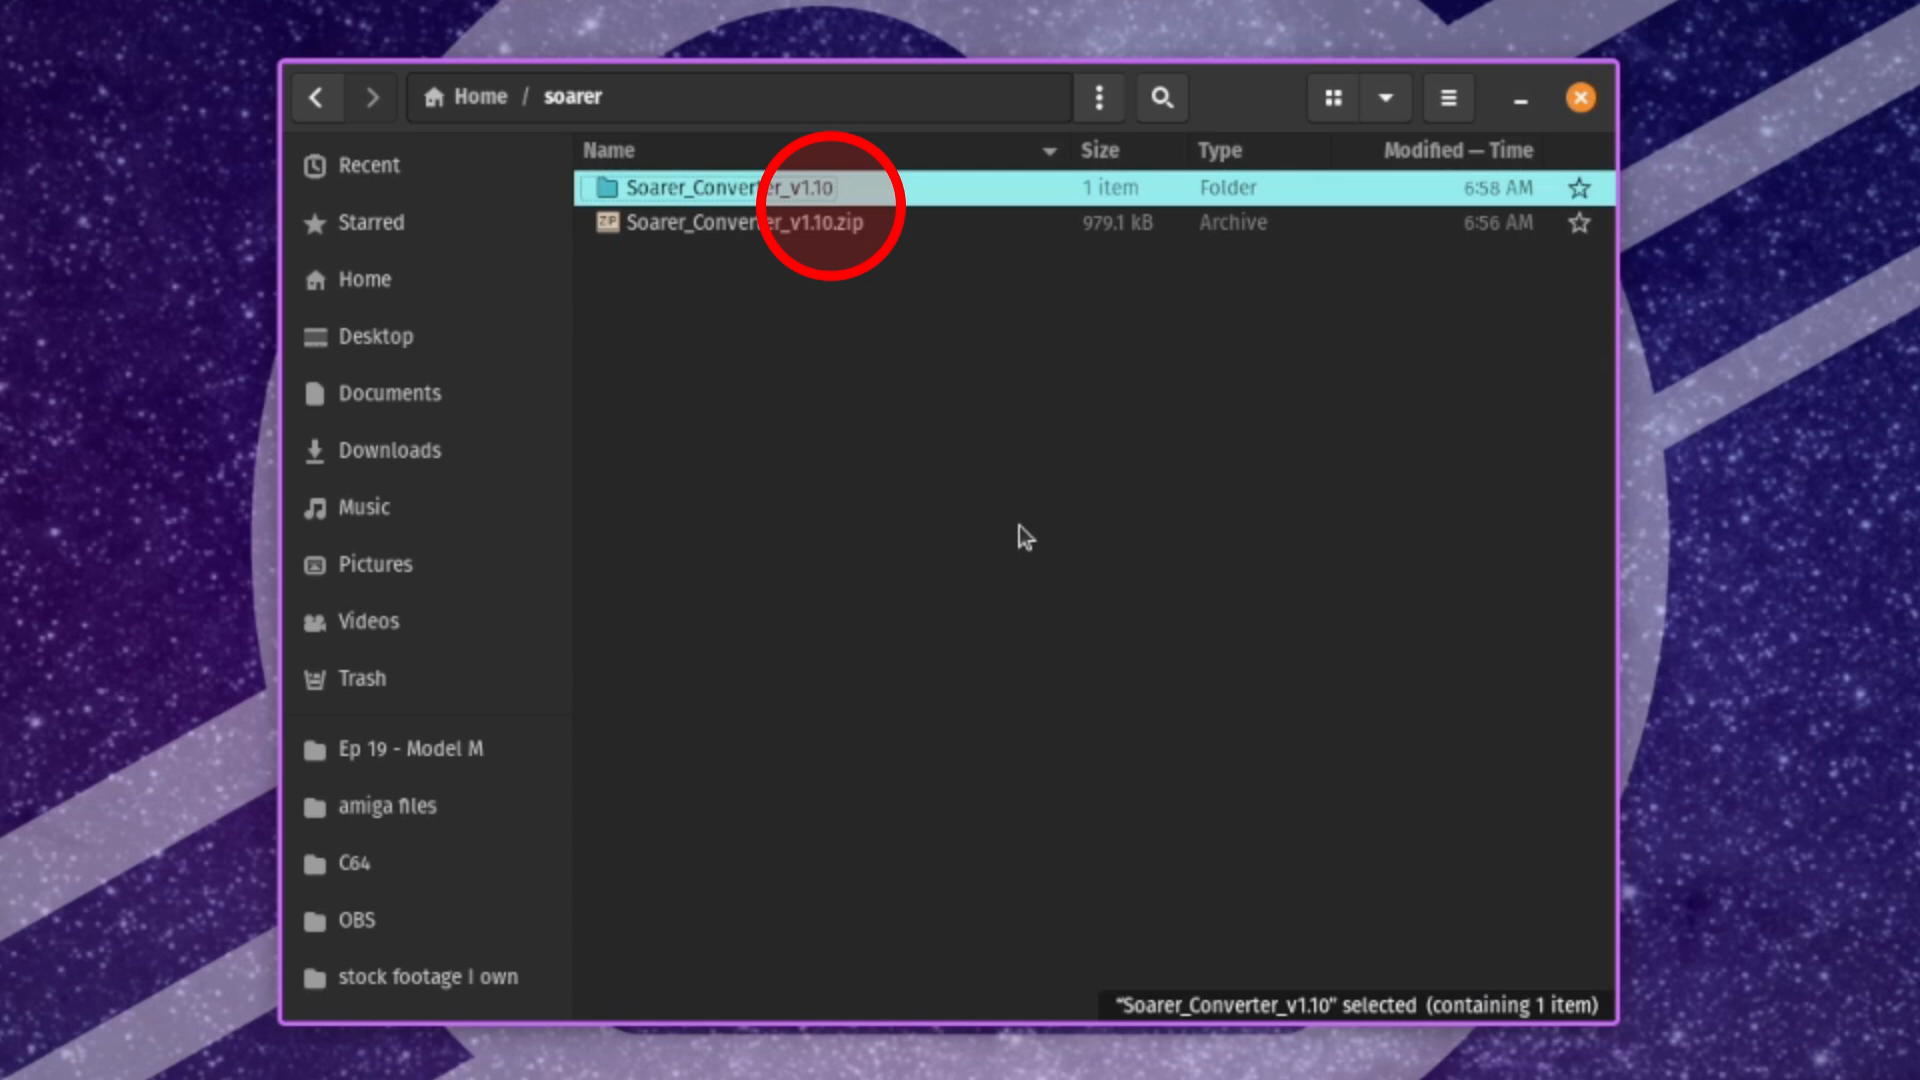 Home / soarer
Name Size Type Modified — Time
Soarer_Converter_v1.10 1 item Folder 6:58 AM
ZIP Soarer_Converter_v1.10.zip 979.1 kB Archive 6:56 AM
Recent
Starred
Home
Desktop
Documents
Downloads
Music
Pictures
Videos
Trash
Ep 19 - Model M
amiga files
C64
OBS
stock footage I own
"Soarer_Converter_v1.10" selected (containing 1 item)